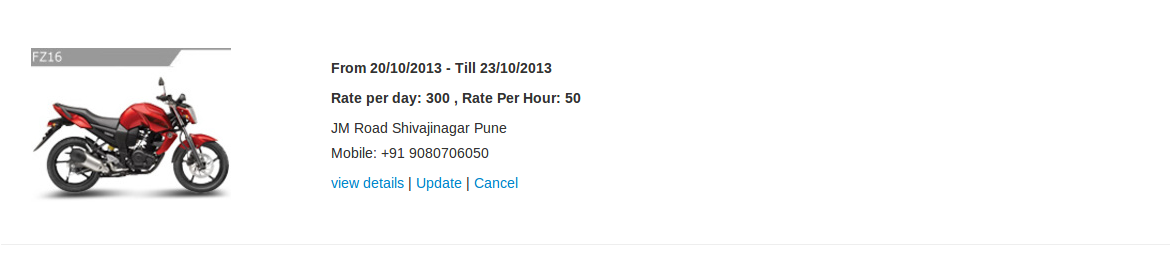 FZ16
From 20/10/2013 - Till 23/10/2013
Rate per day: 300 , Rate Per Hour: 50
JM Road Shivajinagar Pune
Mobile: +91 9080706050
view details | Update | Cancel